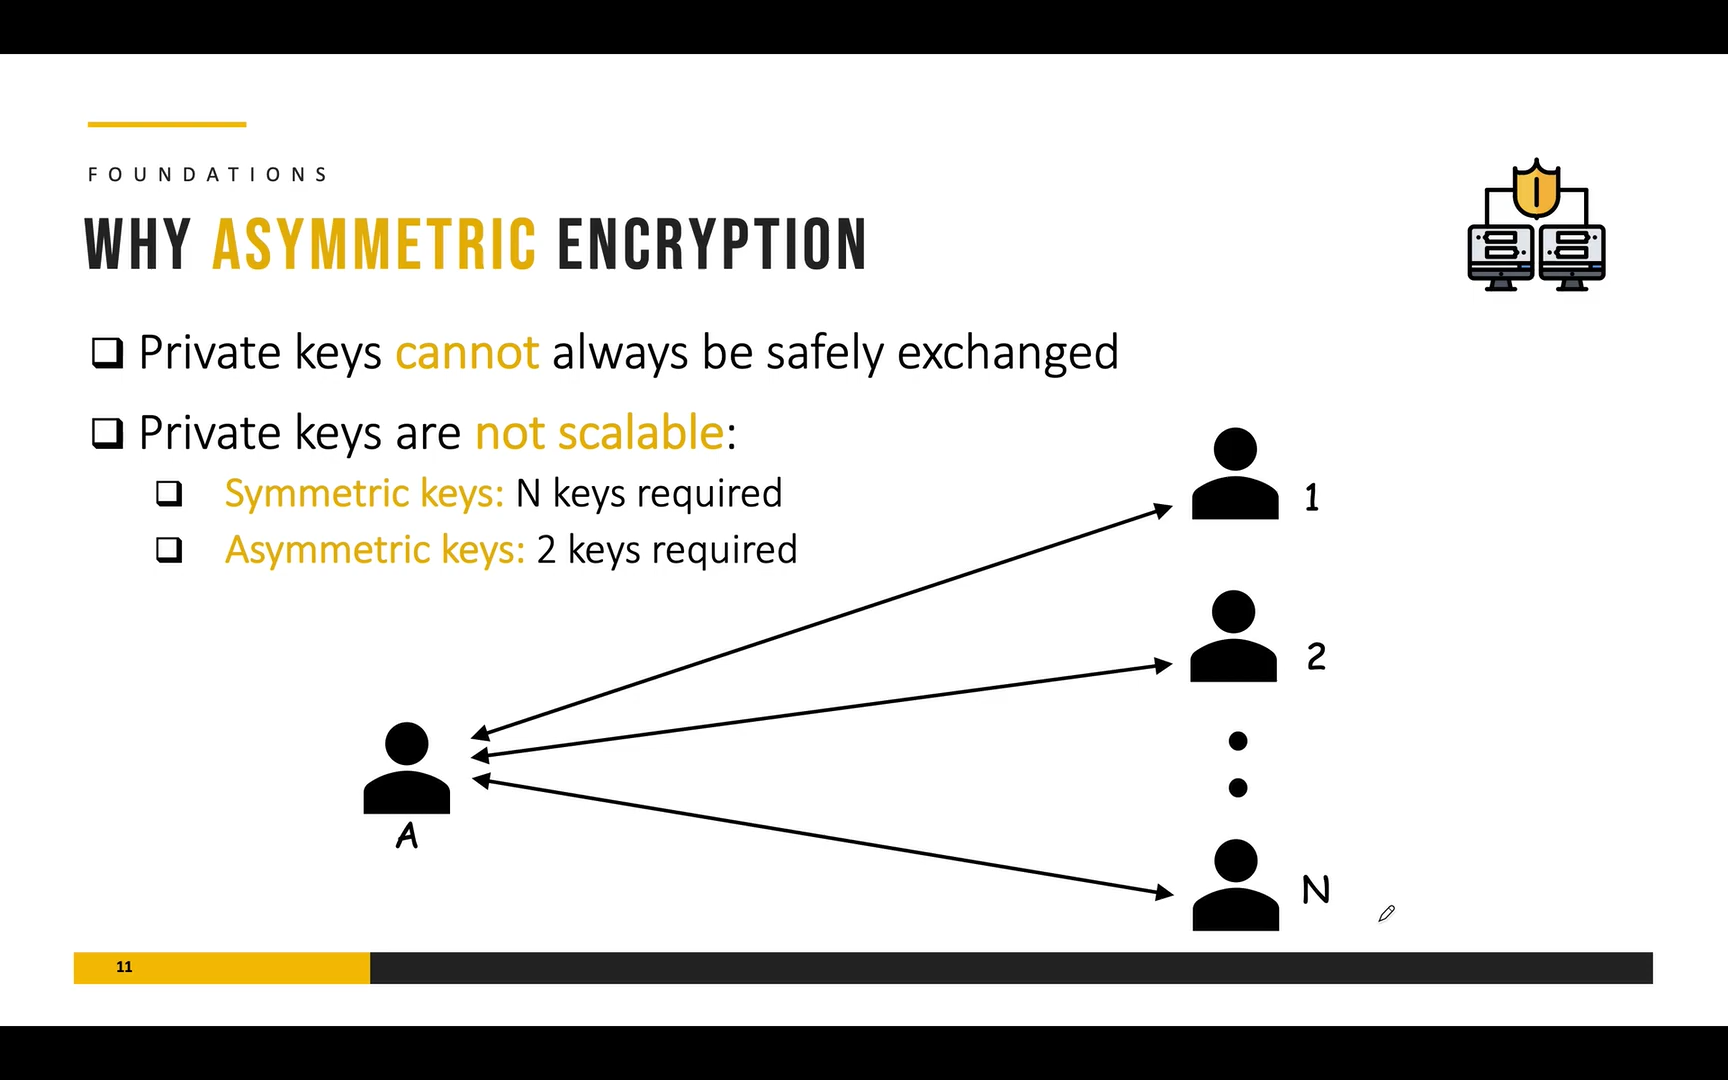 FOUNDATIONS
WHY ASYMMETRIC ENCRYPTION
Private keys cannot always be safely exchanged
Private keys are not scalable:
Symmetric keys: N keys required
Asymmetric keys: 2 keys required
1
2
A
N
11